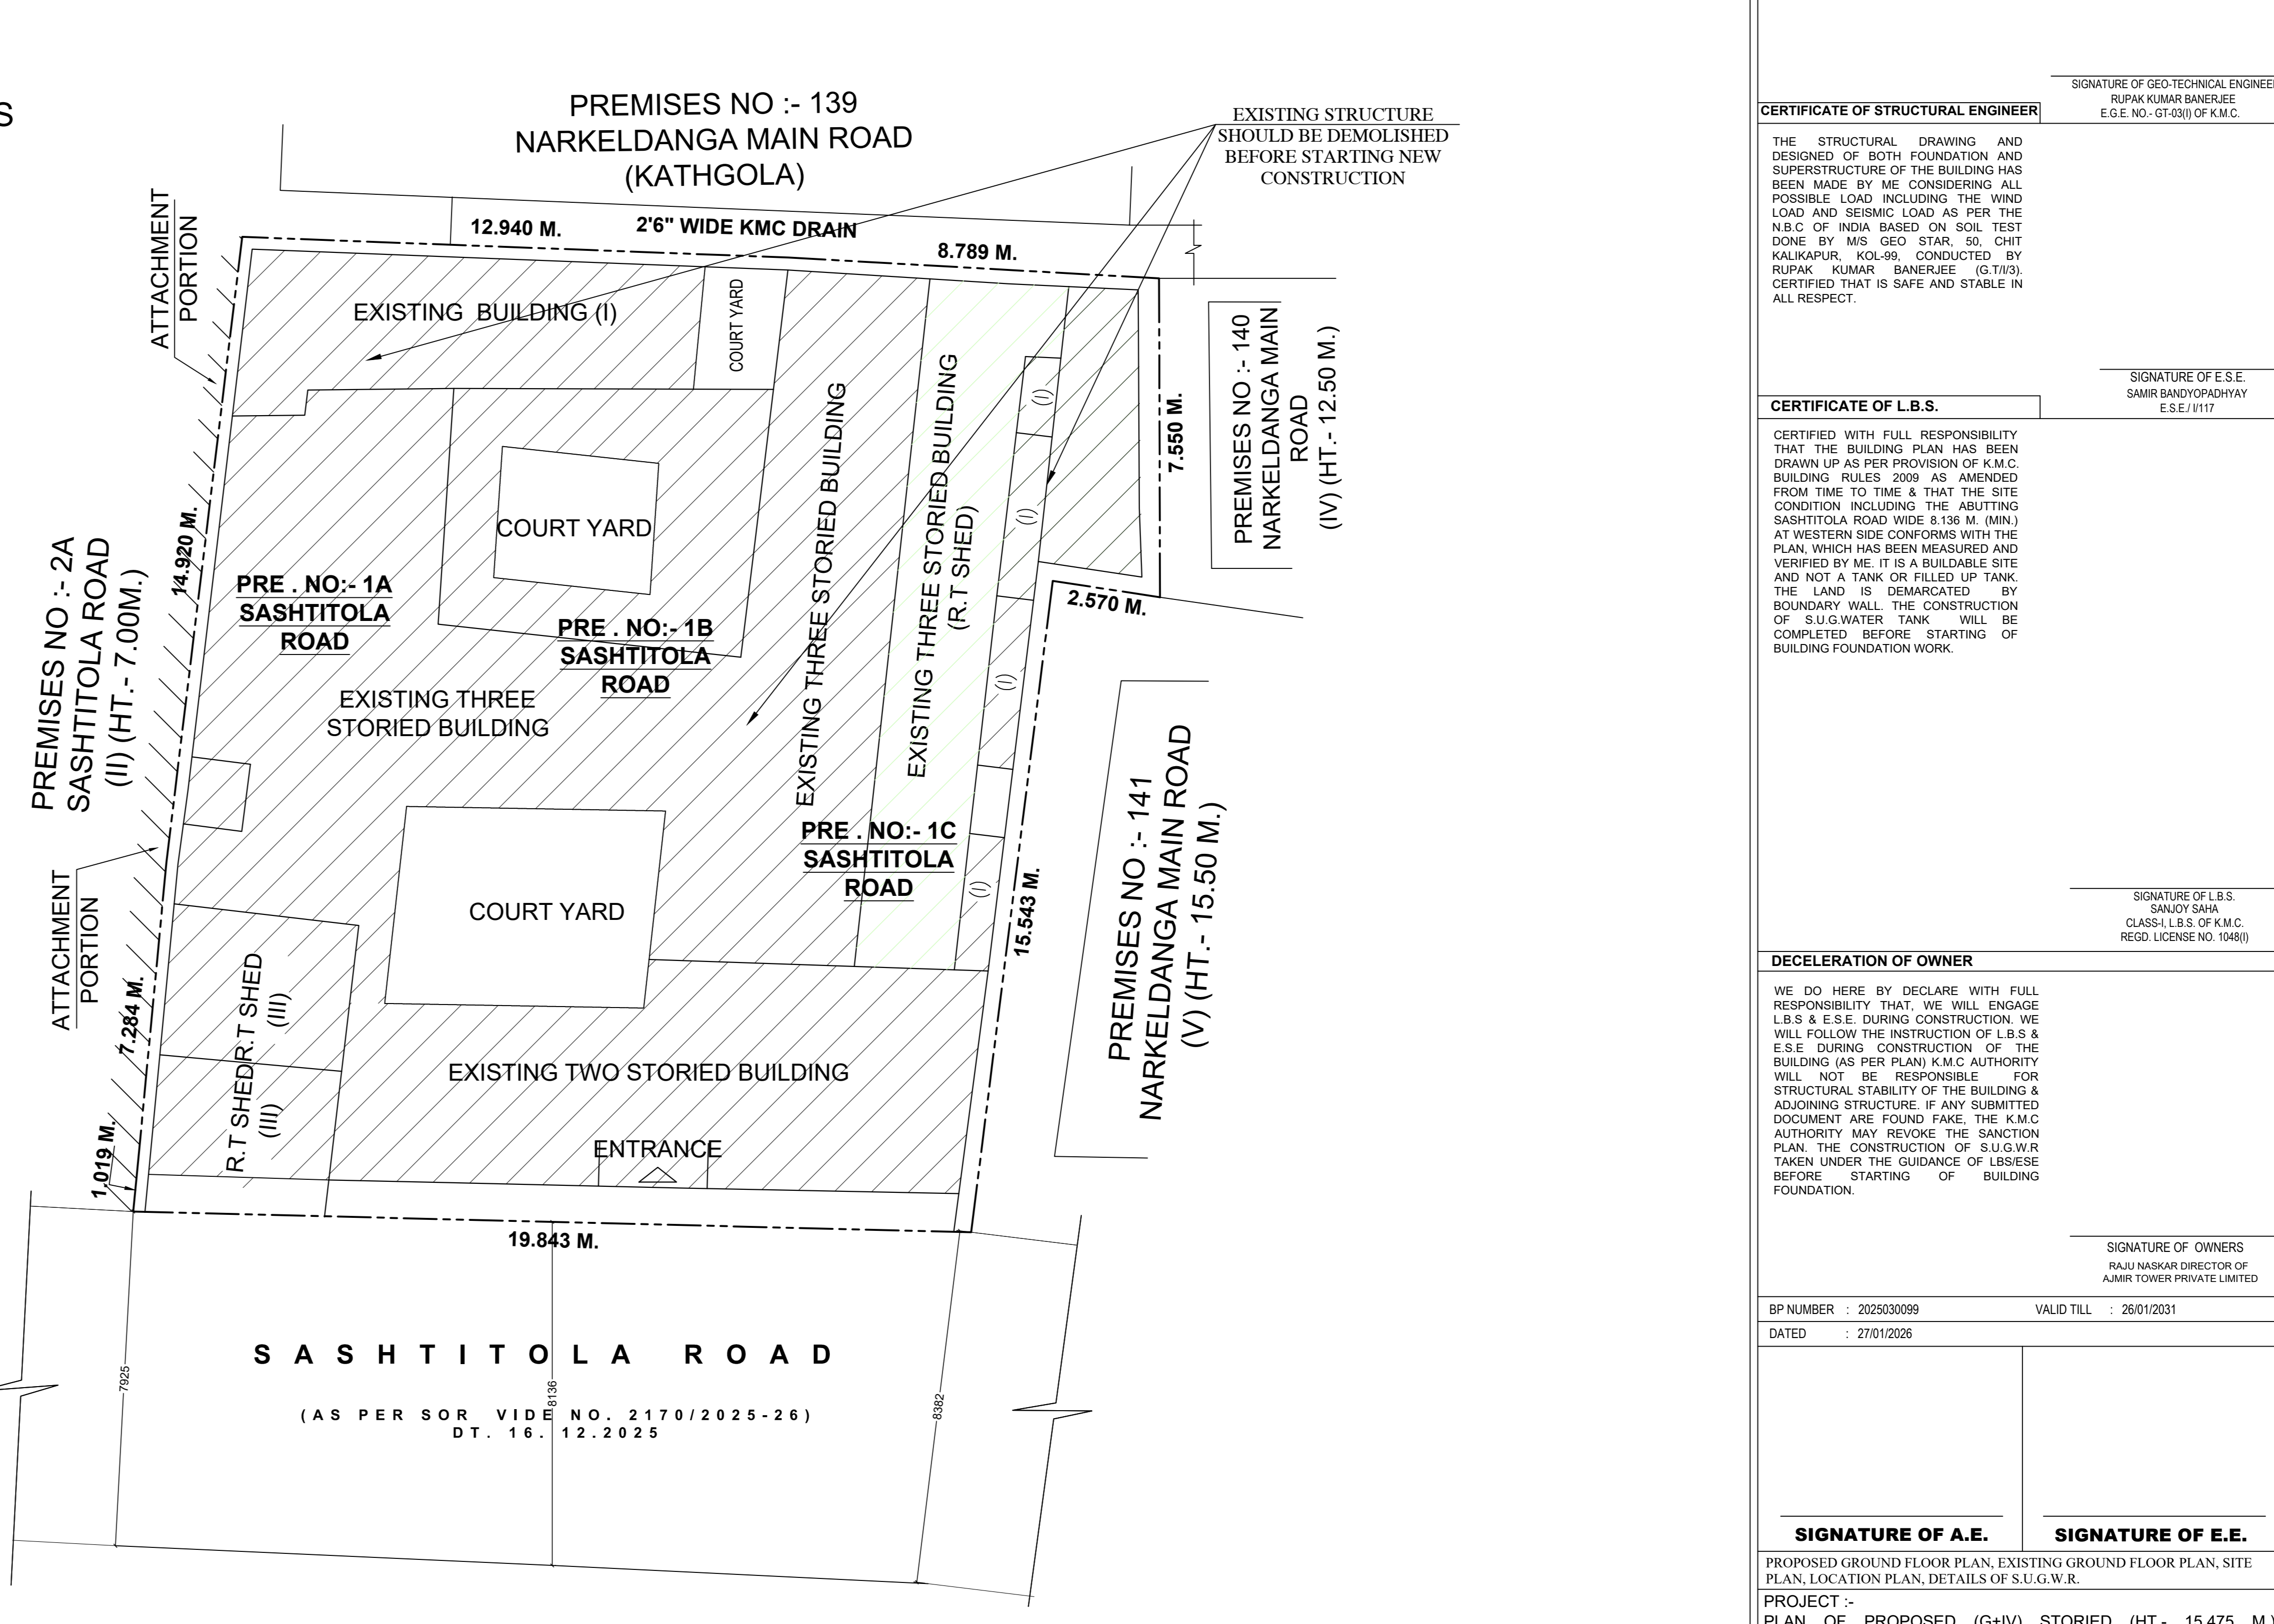 S
PREMISES NO :- 139
NARKELDANGA MAIN ROAD
(KATHGOLA)
EXISTING STRUCTURE
SHOULD BE DEMOLISHED
BEFORE STARTING NEW
CONSTRUCTION
ATTACHMENT
PORTION
12.940 M.
2'6" WIDE KMC DRAIN
8.789 M.
EXISTING BUILDING (I)
COURT YARD
PREMISES NO :- 140
NARKELDANGA MAIN
ROAD
(IV) (HT.- 12.50 M.)
7.550 M.
EXISTING THREE STORIED BUILDING
EXISTING THREE STORIED BUILDING
(R.T SHED)
(I)
(I)
(I)
(I)
COURT YARD
14.920 M.
PREMISES NO :- 2A
SASHTITOLA ROAD
(II) (HT.- 7.00M.)
PRE . NO:- 1A
SASHTITOLA
ROAD
PRE . NO:- 1B
SASHTITOLA
ROAD
2.570 M.
EXISTING THREE
STORIED BUILDING
PREMISES NO :- 141
NARKELDANGA MAIN ROAD
(V) (HT.- 15.50 M.)
PRE . NO:- 1C
SASHTITOLA
ROAD
15.543 M.
COURT YARD
ATTACHMENT
PORTION
7.284 M.
R.T SHED
(III)
R.T SHED
(III)
EXISTING TWO STORIED BUILDING
ENTRANCE
1.019 M.
19.843 M.
SASHTITOLA ROAD
(AS PER SOR VIDE NO. 2170/2025-26)
DT. 16. 12.2025
7925
8136
8382
SIGNATURE OF GEO-TECHNICAL ENGINEER
RUPAK KUMAR BANERJEE
E.G.E. NO.- GT-03(I) OF K.M.C.
CERTIFICATE OF STRUCTURAL ENGINEER
THE STRUCTURAL DRAWING AND
DESIGNED OF BOTH FOUNDATION AND
SUPERSTRUCTURE OF THE BUILDING HAS
BEEN MADE BY ME CONSIDERING ALL
POSSIBLE LOAD INCLUDING THE WIND
LOAD AND SEISMIC LOAD AS PER THE
N.B.C OF INDIA BASED ON SOIL TEST
DONE BY M/S GEO STAR, 50, CHIT
KALIKAPUR, KOL-99, CONDUCTED BY
RUPAK KUMAR BANERJEE (G.T/I/3).
CERTIFIED THAT IS SAFE AND STABLE IN
ALL RESPECT.
SIGNATURE OF E.S.E.
SAMIR BANDYOPADHYAY
E.S.E./ I/117
CERTIFICATE OF L.B.S.
CERTIFIED WITH FULL RESPONSIBILITY
THAT THE BUILDING PLAN HAS BEEN
DRAWN UP AS PER PROVISION OF K.M.C.
BUILDING RULES 2009 AS AMENDED
FROM TIME TO TIME & THAT THE SITE
CONDITION INCLUDING THE ABUTTING
SASHTITOLA ROAD WIDE 8.136 M. (MIN.)
AT WESTERN SIDE CONFORMS WITH THE
PLAN, WHICH HAS BEEN MEASURED AND
VERIFIED BY ME. IT IS A BUILDABLE SITE
AND NOT A TANK OR FILLED UP TANK.
THE LAND IS DEMARCATED BY
BOUNDARY WALL. THE CONSTRUCTION
OF S.U.G.WATER TANK WILL BE
COMPLETED BEFORE STARTING OF
BUILDING FOUNDATION WORK.
SIGNATURE OF L.B.S.
SANJOY SAHA
CLASS-I, L.B.S. OF K.M.C.
REGD. LICENSE NO. 1048(I)
DECELERATION OF OWNER
WE DO HERE BY DECLARE WITH FULL
RESPONSIBILITY THAT, WE WILL ENGAGE
L.B.S & E.S.E. DURING CONSTRUCTION. WE
WILL FOLLOW THE INSTRUCTION OF L.B.S &
E.S.E DURING CONSTRUCTION OF THE
BUILDING (AS PER PLAN) K.M.C AUTHORITY
WILL NOT BE RESPONSIBLE FOR
STRUCTURAL STABILITY OF THE BUILDING &
ADJOINING STRUCTURE. IF ANY SUBMITTED
DOCUMENT ARE FOUND FAKE, THE K.M.C
AUTHORITY MAY REVOKE THE SANCTION
PLAN. THE CONSTRUCTION OF S.U.G.W.R
TAKEN UNDER THE GUIDANCE OF LBS/ESE
BEFORE STARTING OF BUILDING
FOUNDATION.
SIGNATURE OF OWNERS
RAJU NASKAR DIRECTOR OF
AJMIR TOWER PRIVATE LIMITED
BP NUMBER : 2025030099 VALID TILL : 26/01/2031
DATED : 27/01/2026
SIGNATURE OF A.E. SIGNATURE OF E.E.
PROPOSED GROUND FLOOR PLAN, EXISTING GROUND FLOOR PLAN, SITE
PLAN, LOCATION PLAN, DETAILS OF S.U.G.W.R.
PROJECT :-
PLAN OF PROPOSED (G+IV) STORIED (HT.- 15.475 M.)